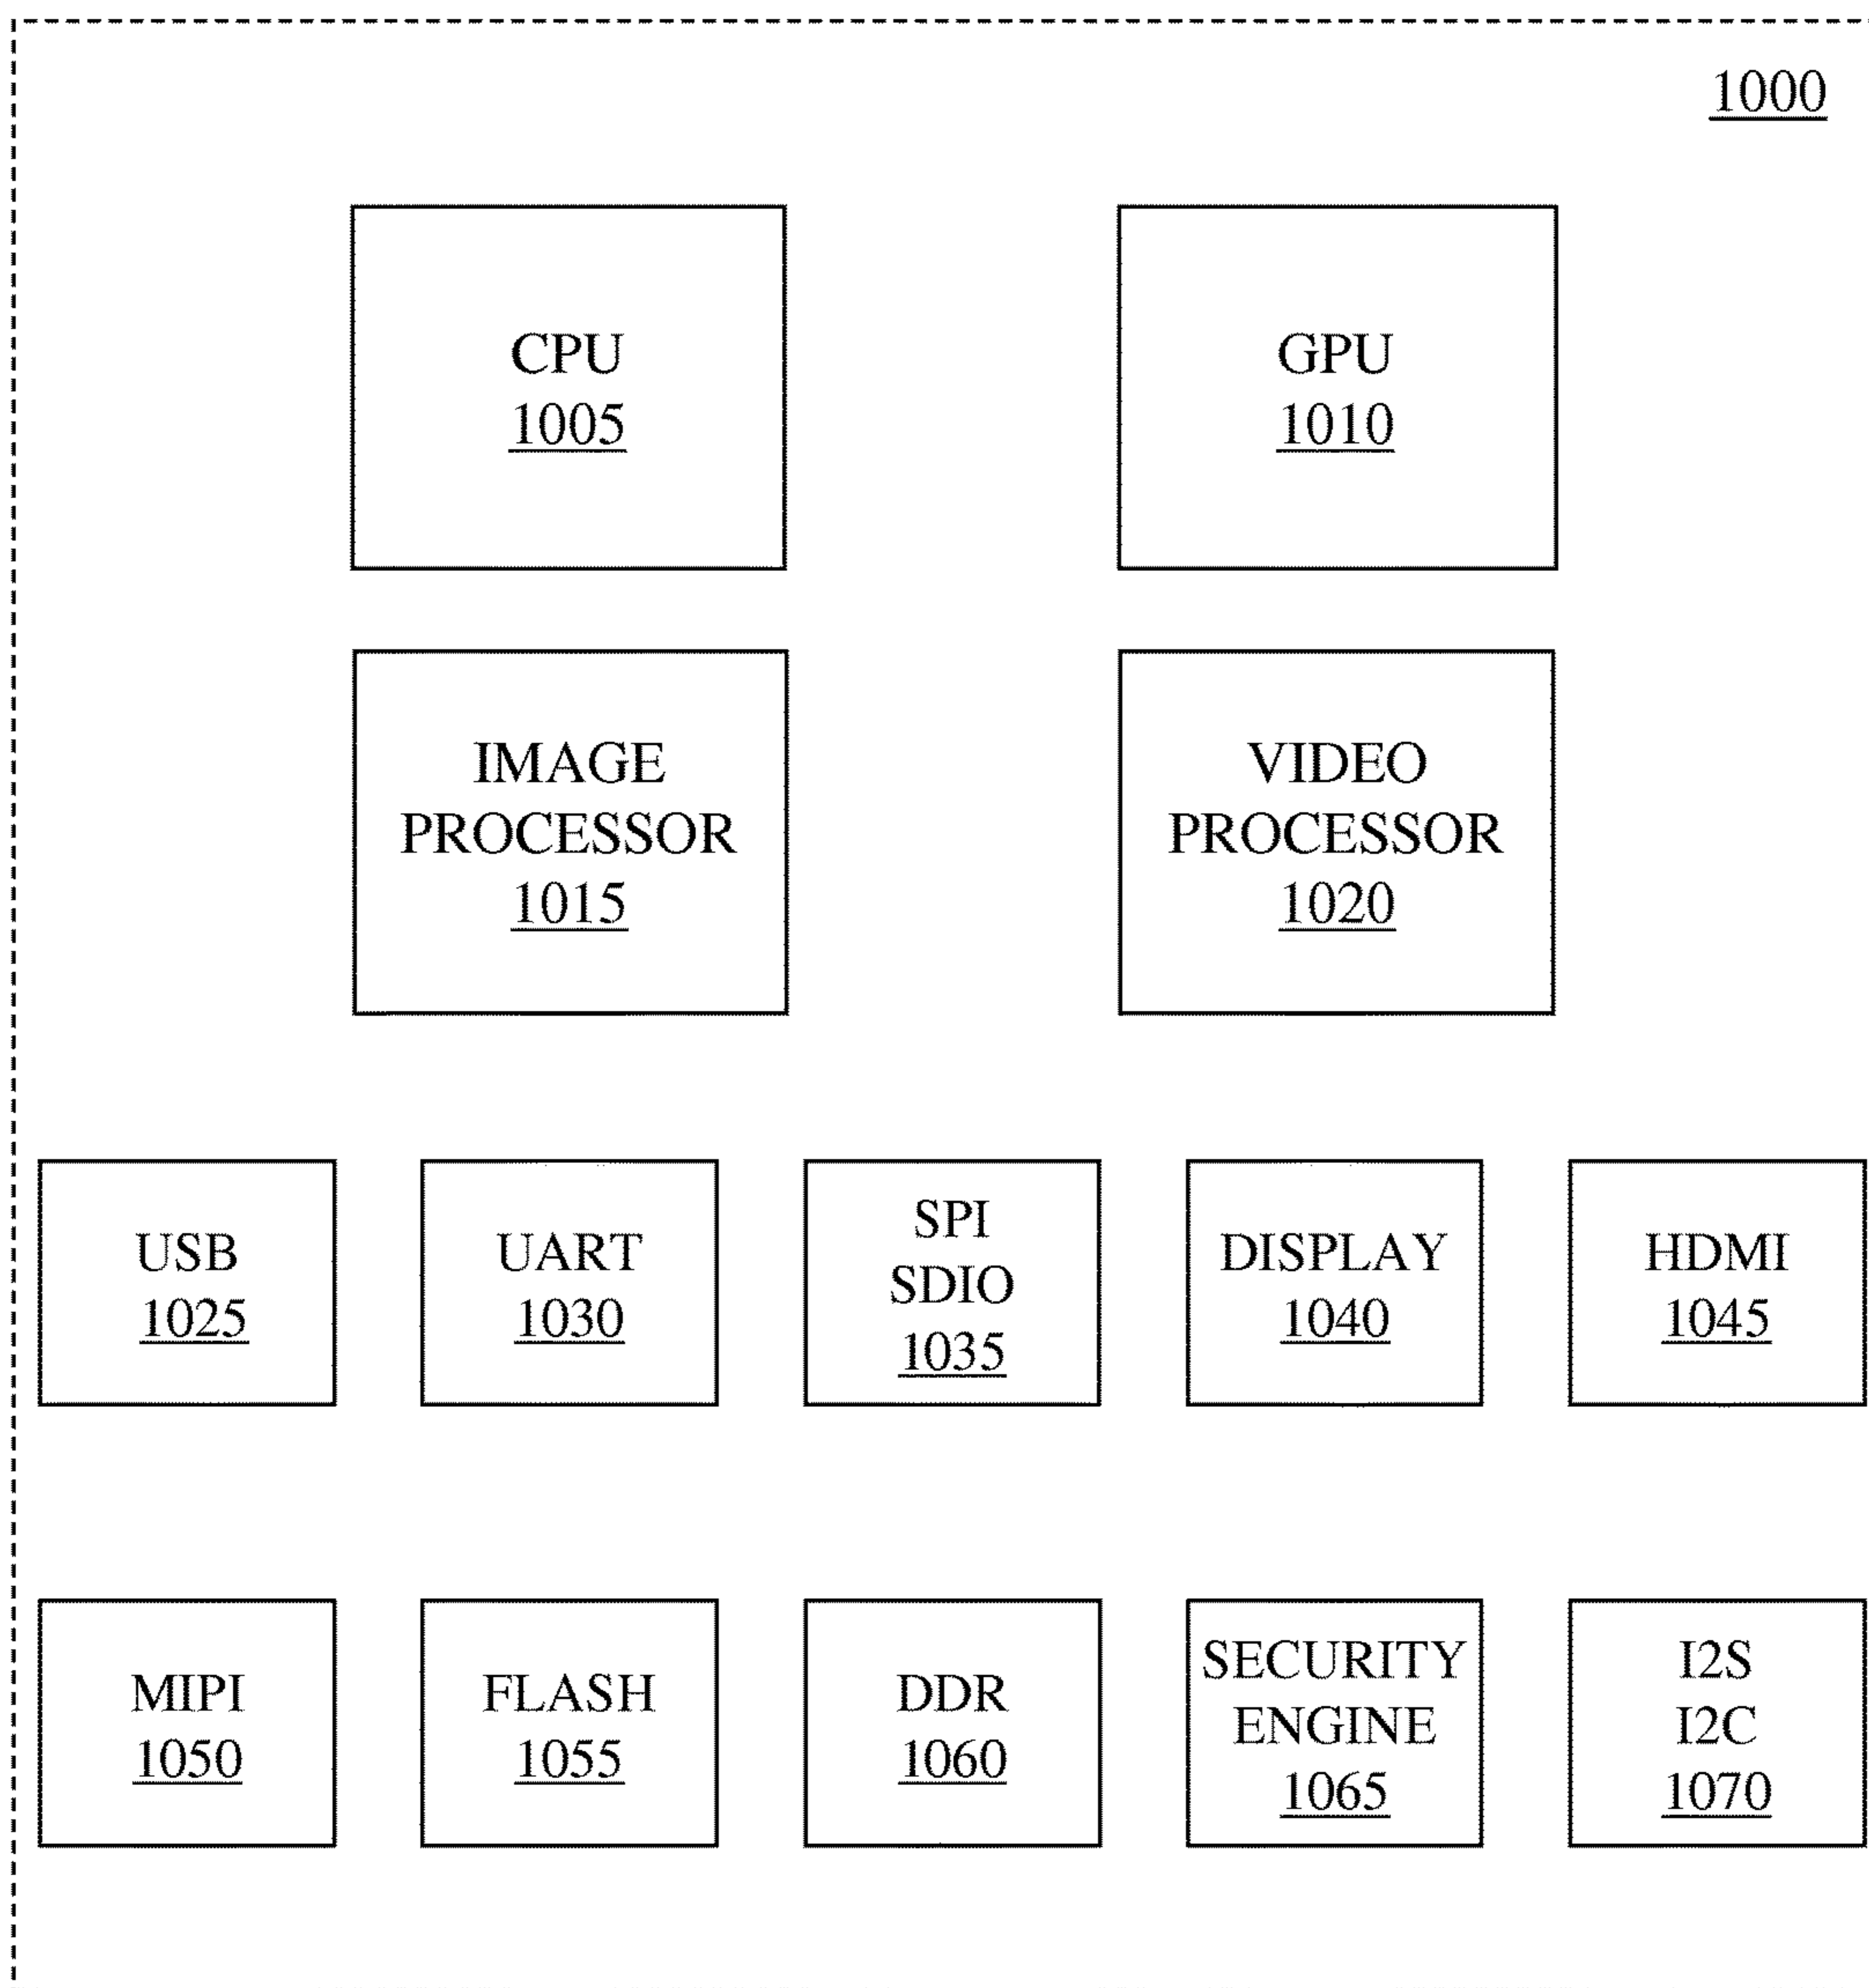 1000
CPU
1005
GPU
1010
IMAGE
PROCESSOR
1015
VIDEO
PROCESSOR
1020
USB
1025
UART
1030
SPI
SDIO
1035
DISPLAY
1040
HDMI
1045
MIPI
1050
FLASH
1055
DDR
1060
SECURITY
ENGINE
1065
I2S
I2C
1070